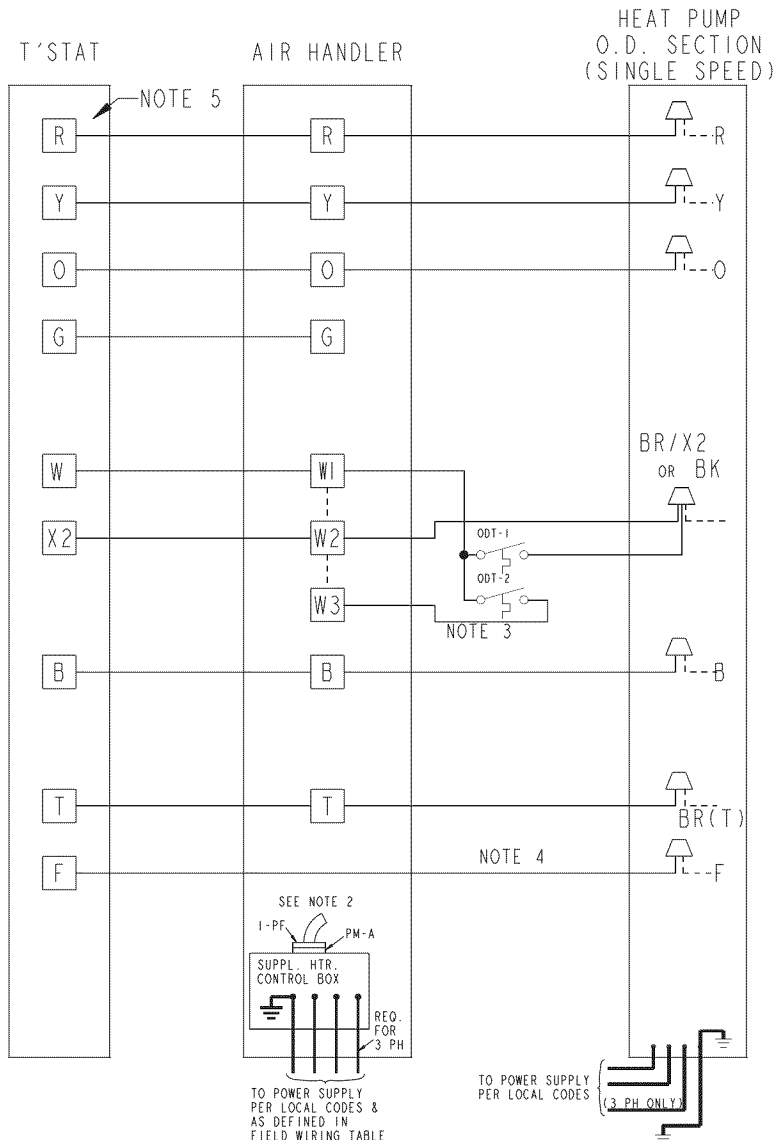 HEAT PUMP
T'STAT AIR HANDLER O.D. SECTION
(SINGLE SPEED)
NOTE 5
R R R
Y Y Y
O O O
G G
BR/X2
OR BK
W W1
X2 W2
ODT-1
ODT-2
W3
NOTE 3
B B B
T T BR(T)
F NOTE 4 F
SEE NOTE 2
1-PF PM-A
SUPPL. HTR.
CONTROL BOX
REQ.
FOR
3 PH
TO POWER SUPPLY
PER LOCAL CODES &
AS DEFINED IN
FIELD WIRING TABLE
TO POWER SUPPLY
PER LOCAL CODES
(3 PH ONLY)